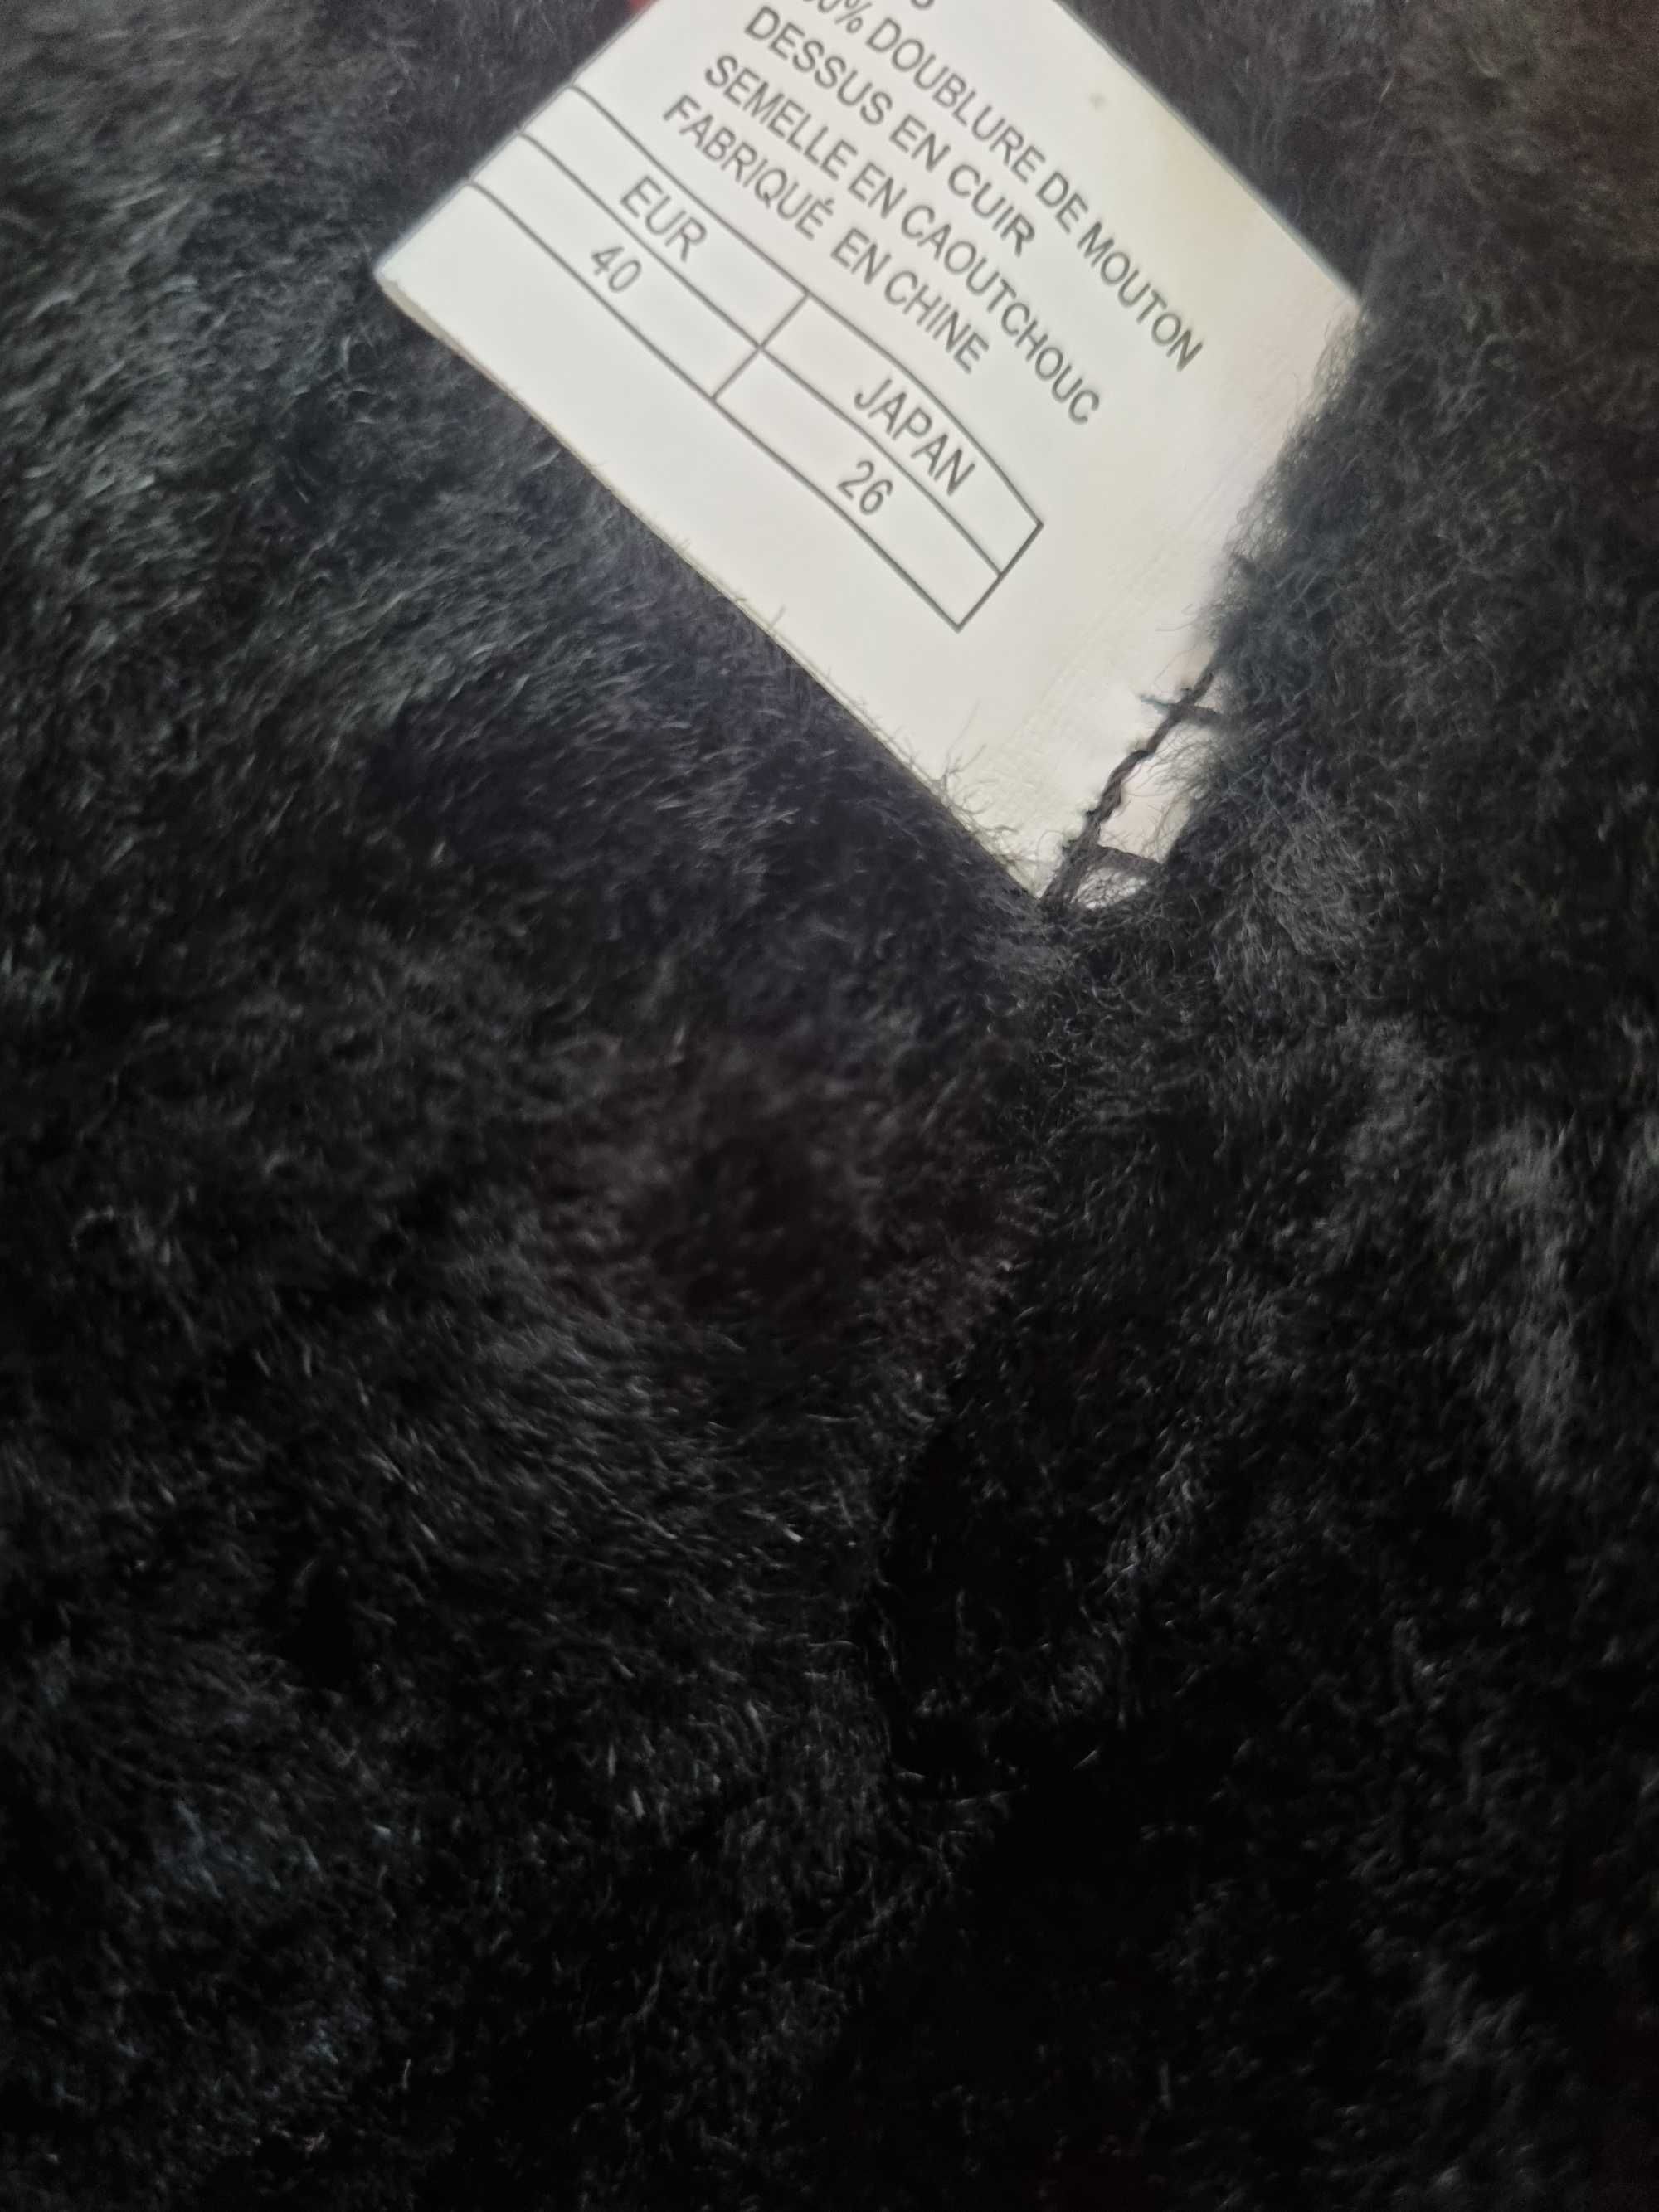 DOUBLURE DE MOUTON
DESSUS EN CUIR
SEMELLE EN CAOUTCHOUC
FABRIQUÉ EN CHINE
EUR JAPAN
40 26